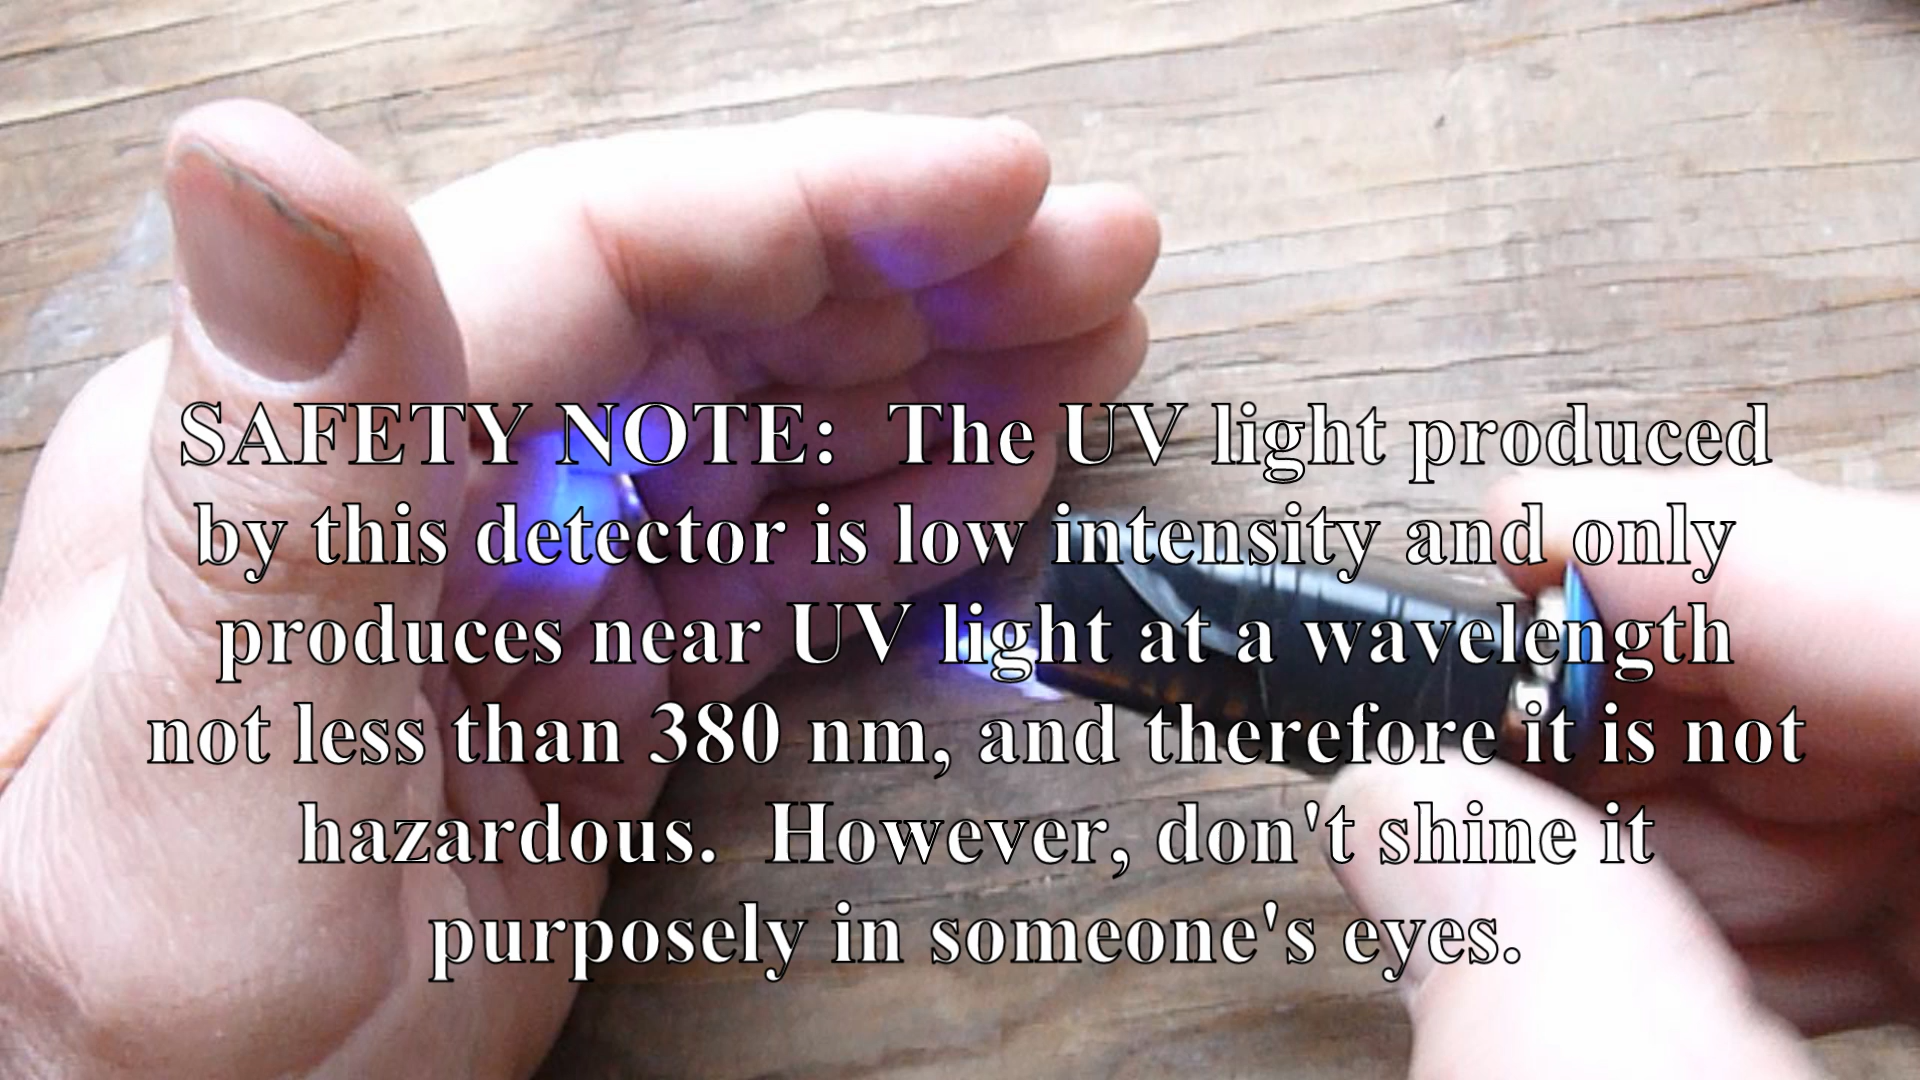 SAFETY NOTE:  The UV light produced
by this detector is low intensity and only
produces near UV light at a wavelength
not less than 380 nm, and therefore it is not
hazardous.  However, don't shine it
purposely in someone's eyes.